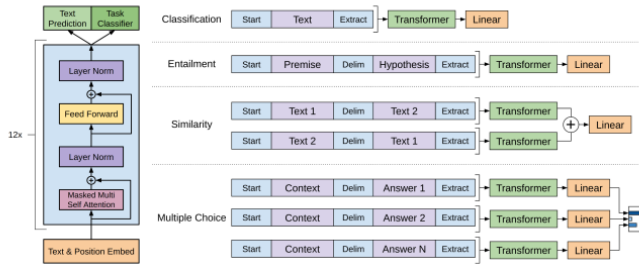 Text Prediction
Task Classifier
12x
Layer Norm
Feed Forward
Layer Norm
Masked Multi
Self Attention
Text & Position Embed
Classification
Start Text Extract Transformer Linear
Entailment
Start Premise Delim Hypothesis Extract Transformer Linear
Similarity
Start Text 1 Delim Text 2 Extract Transformer
Start Text 2 Delim Text 1 Extract Transformer
Linear
Multiple Choice
Start Context Delim Answer 1 Extract Transformer Linear
Start Context Delim Answer 2 Extract Transformer Linear
Start Context Delim Answer N Extract Transformer Linear